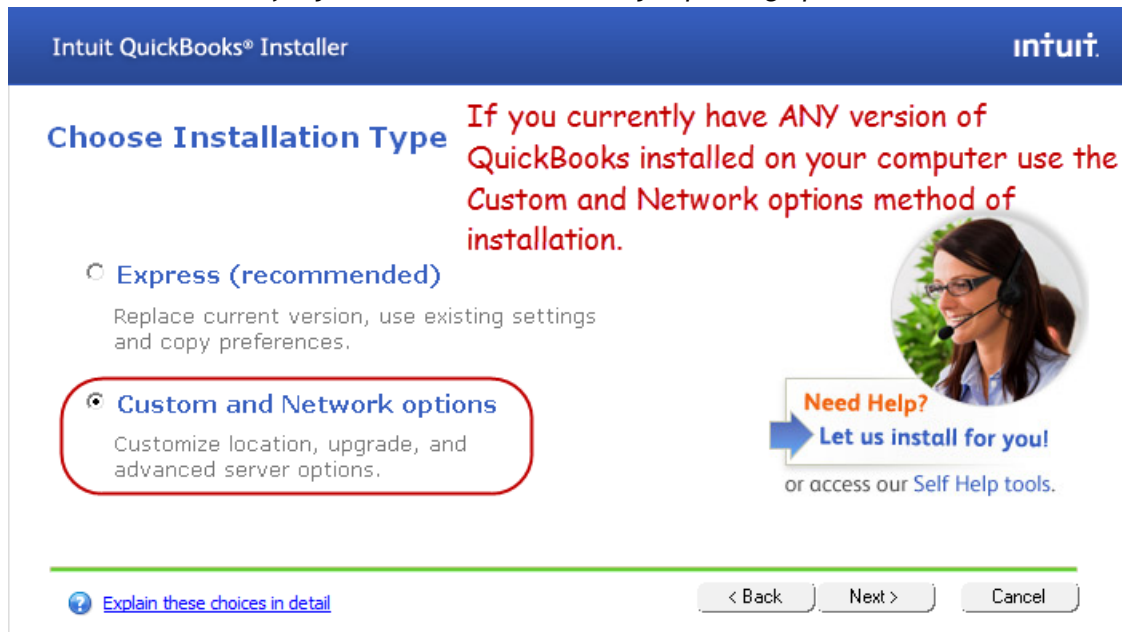 Intuit QuickBooks® Installer
intuit.
Choose Installation Type
If you currently have ANY version of
QuickBooks installed on your computer use the
Custom and Network options method of
installation.
Express (recommended)
Replace current version, use existing settings
and copy preferences.
Custom and Network options
Customize location, upgrade, and
advanced server options.
Need Help?
Let us install for you!
or access our Self Help tools.
Explain these choices in detail
< Back
Next >
Cancel